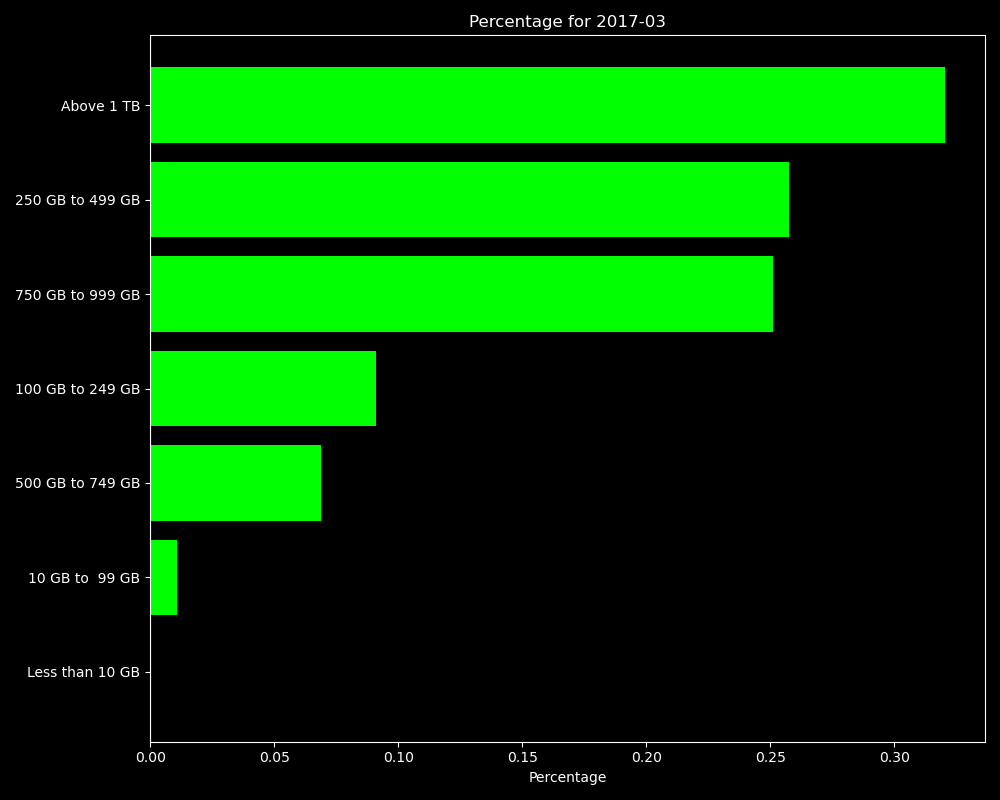 Percentage for 2017-03
Above 1 TB
250 GB to 499 GB
750 GB to 999 GB
100 GB to 249 GB
500 GB to 749 GB
10 GB to  99 GB
Less than 10 GB
0.00 0.05 0.10 0.15 0.20 0.25 0.30
Percentage